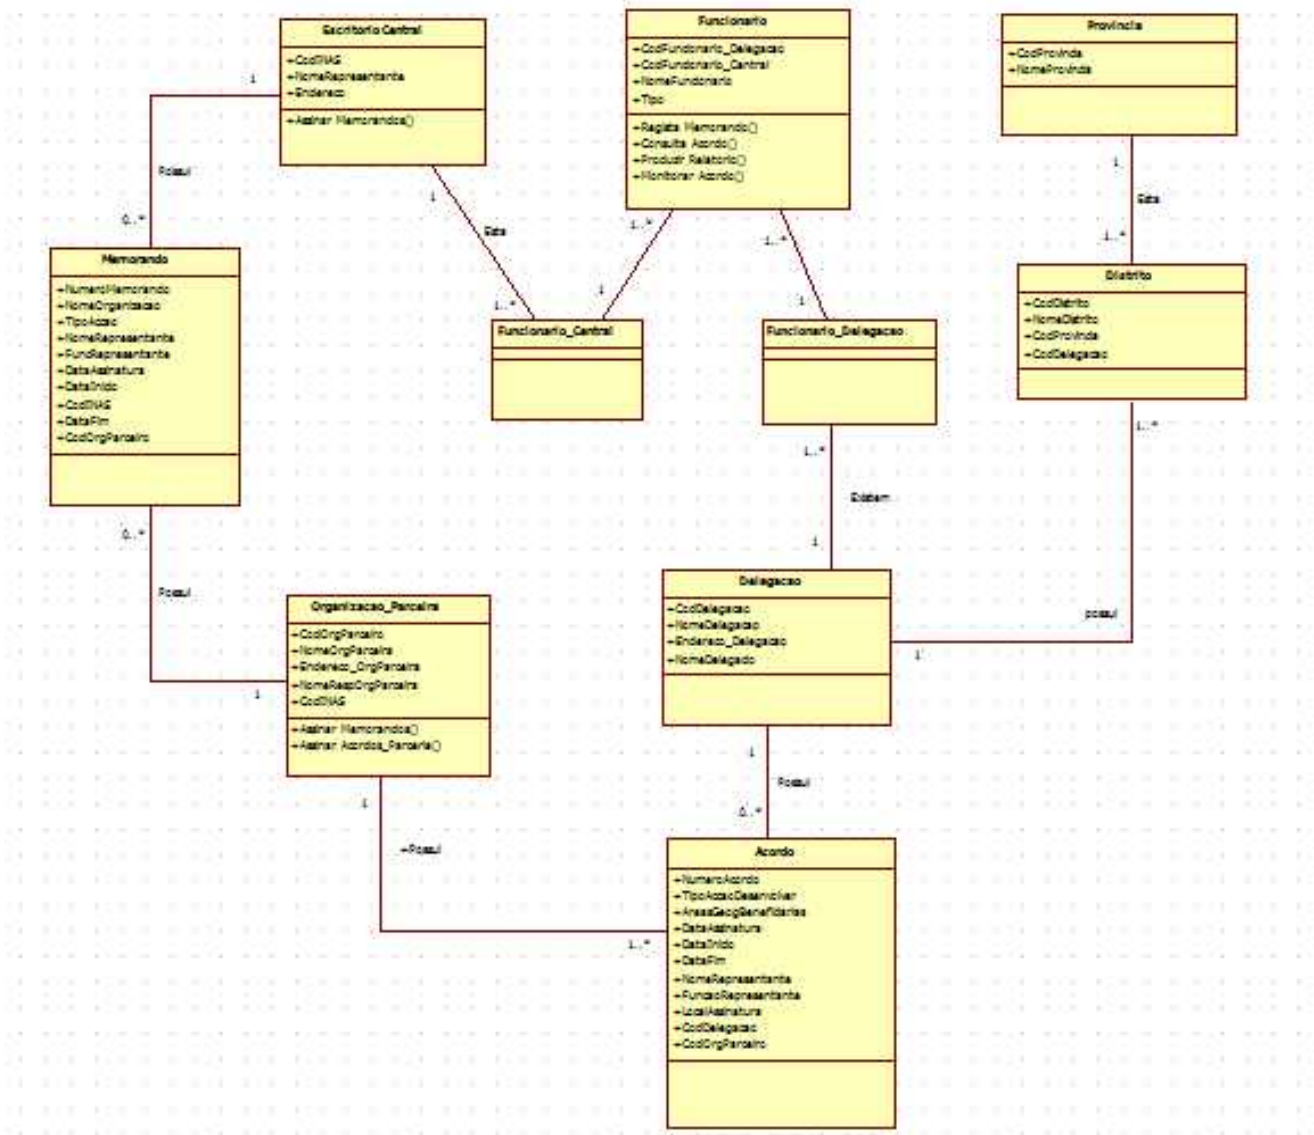 Escritorio Central
+CodINAS
+NomeRepresentante
+Endereco
+Assinar Memorandos()
Funcionario
+CodFuncionario_Delegacao
+CodFuncionario_Central
+NomeFuncionario
+Tipo
+Regista Memorando()
+Consulta Acordo()
+Produzir Relatorio()
+Monitorar Acordo()
Provincia
+CodProvincia
+NomeProvincia
1
Possui
0..*
1
Esta
1..*
1..*
1
1..*
1
1
Esta
1..*
Memorando
+NumeroMemorando
+NomeOrganizacao
+TipoAccao
+NomeRepresentante
+FuncRepresentante
+DataAssinatura
+DataInicio
+CodINAS
+DataFim
+CodOrgParceiro
Funcionario_Central
Funcionario_Delegacao
Distrito
+CodDistrito
+NomeDistrito
+CodProvincia
+CodDelegacao
1..*
Existem
1
1..*
possui
1
0..*
Possui
1
Organizacao_Parceira
+CodOrgParceiro
+NomeOrgParceira
+Endereco_OrgParceira
+NomeRespOrgParceira
+CodINAS
+Assinar Memorandos()
+Assinar Acordos_Parceria()
Delegacao
+CodDelegacao
+NomeDelegacao
+Endereco_Delegacao
+NomeDelegado
1
Possui
0..*
1
+Possui
1..*
Acordo
+NumeroAcordo
+TipoAccaoDesenvolver
+AreasGeogBeneficiarias
+DataAssinatura
+DataInicio
+DataFim
+NomeRepresentante
+FuncaoRepresentante
+LocalAssinatura
+CodDelegacao
+CodOrgParceiro